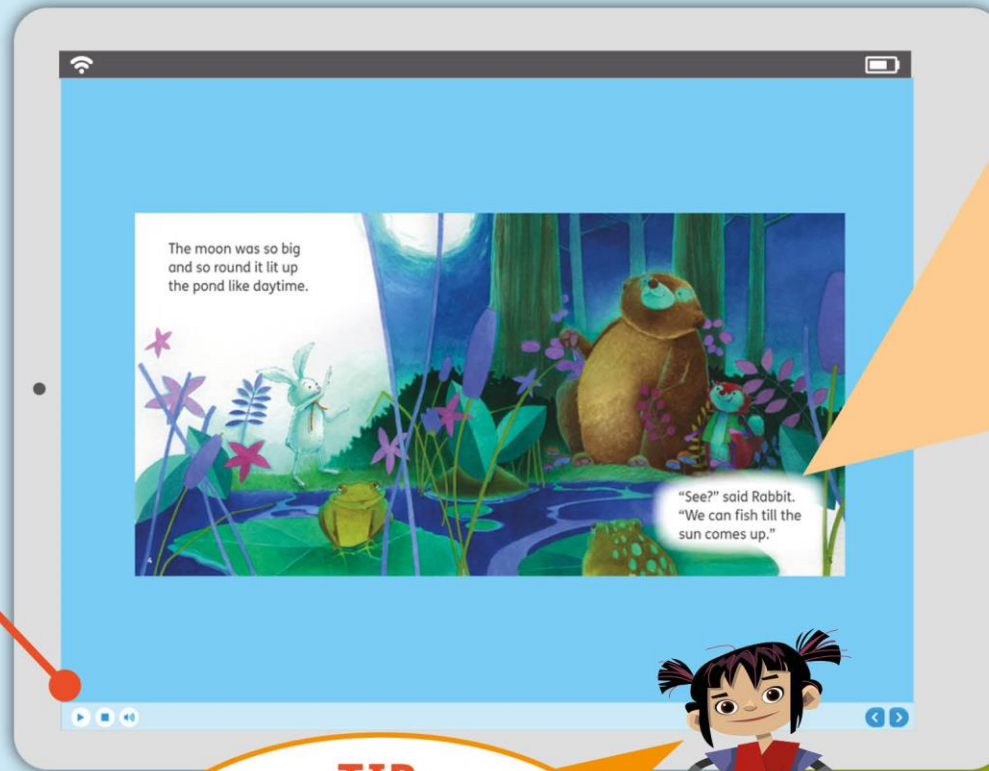 The moon was so big
and so round it lit up
the pond like daytime.
"See?" said Rabbit.
"We can fish till the
sun comes up."
4
TIP